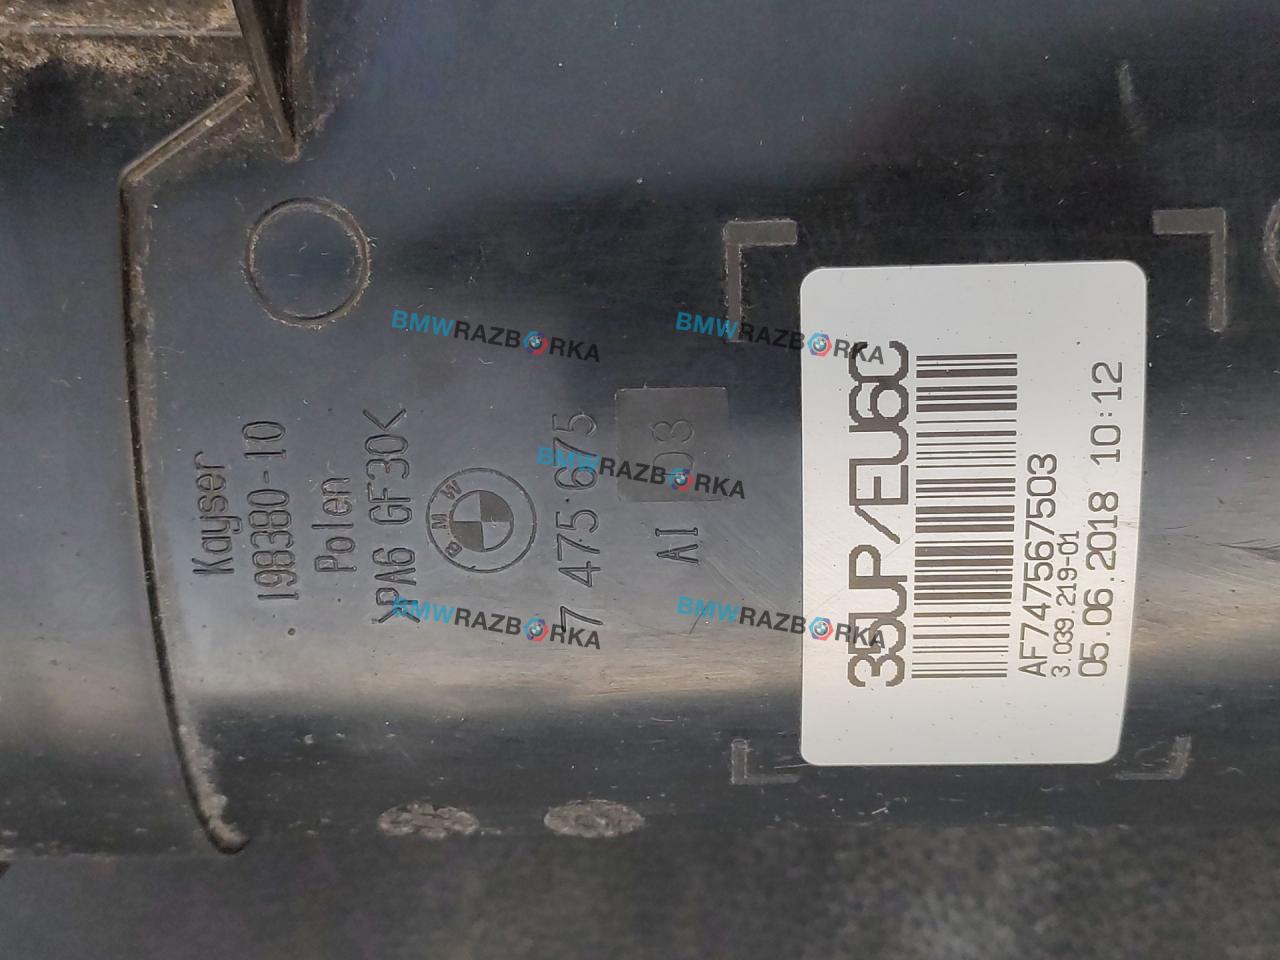 Kayser
198380-10
Polen
>PA6 GF30<
BMW
7 475 675
AI 03
35UP/EU6C
AF747567503
3.039.219-01
05.06.2018 10:12
BMWRAZBORKA
BMWRAZBORKA
BMWRAZBORKA
BMWRAZBORKA
BMWRAZBORKA